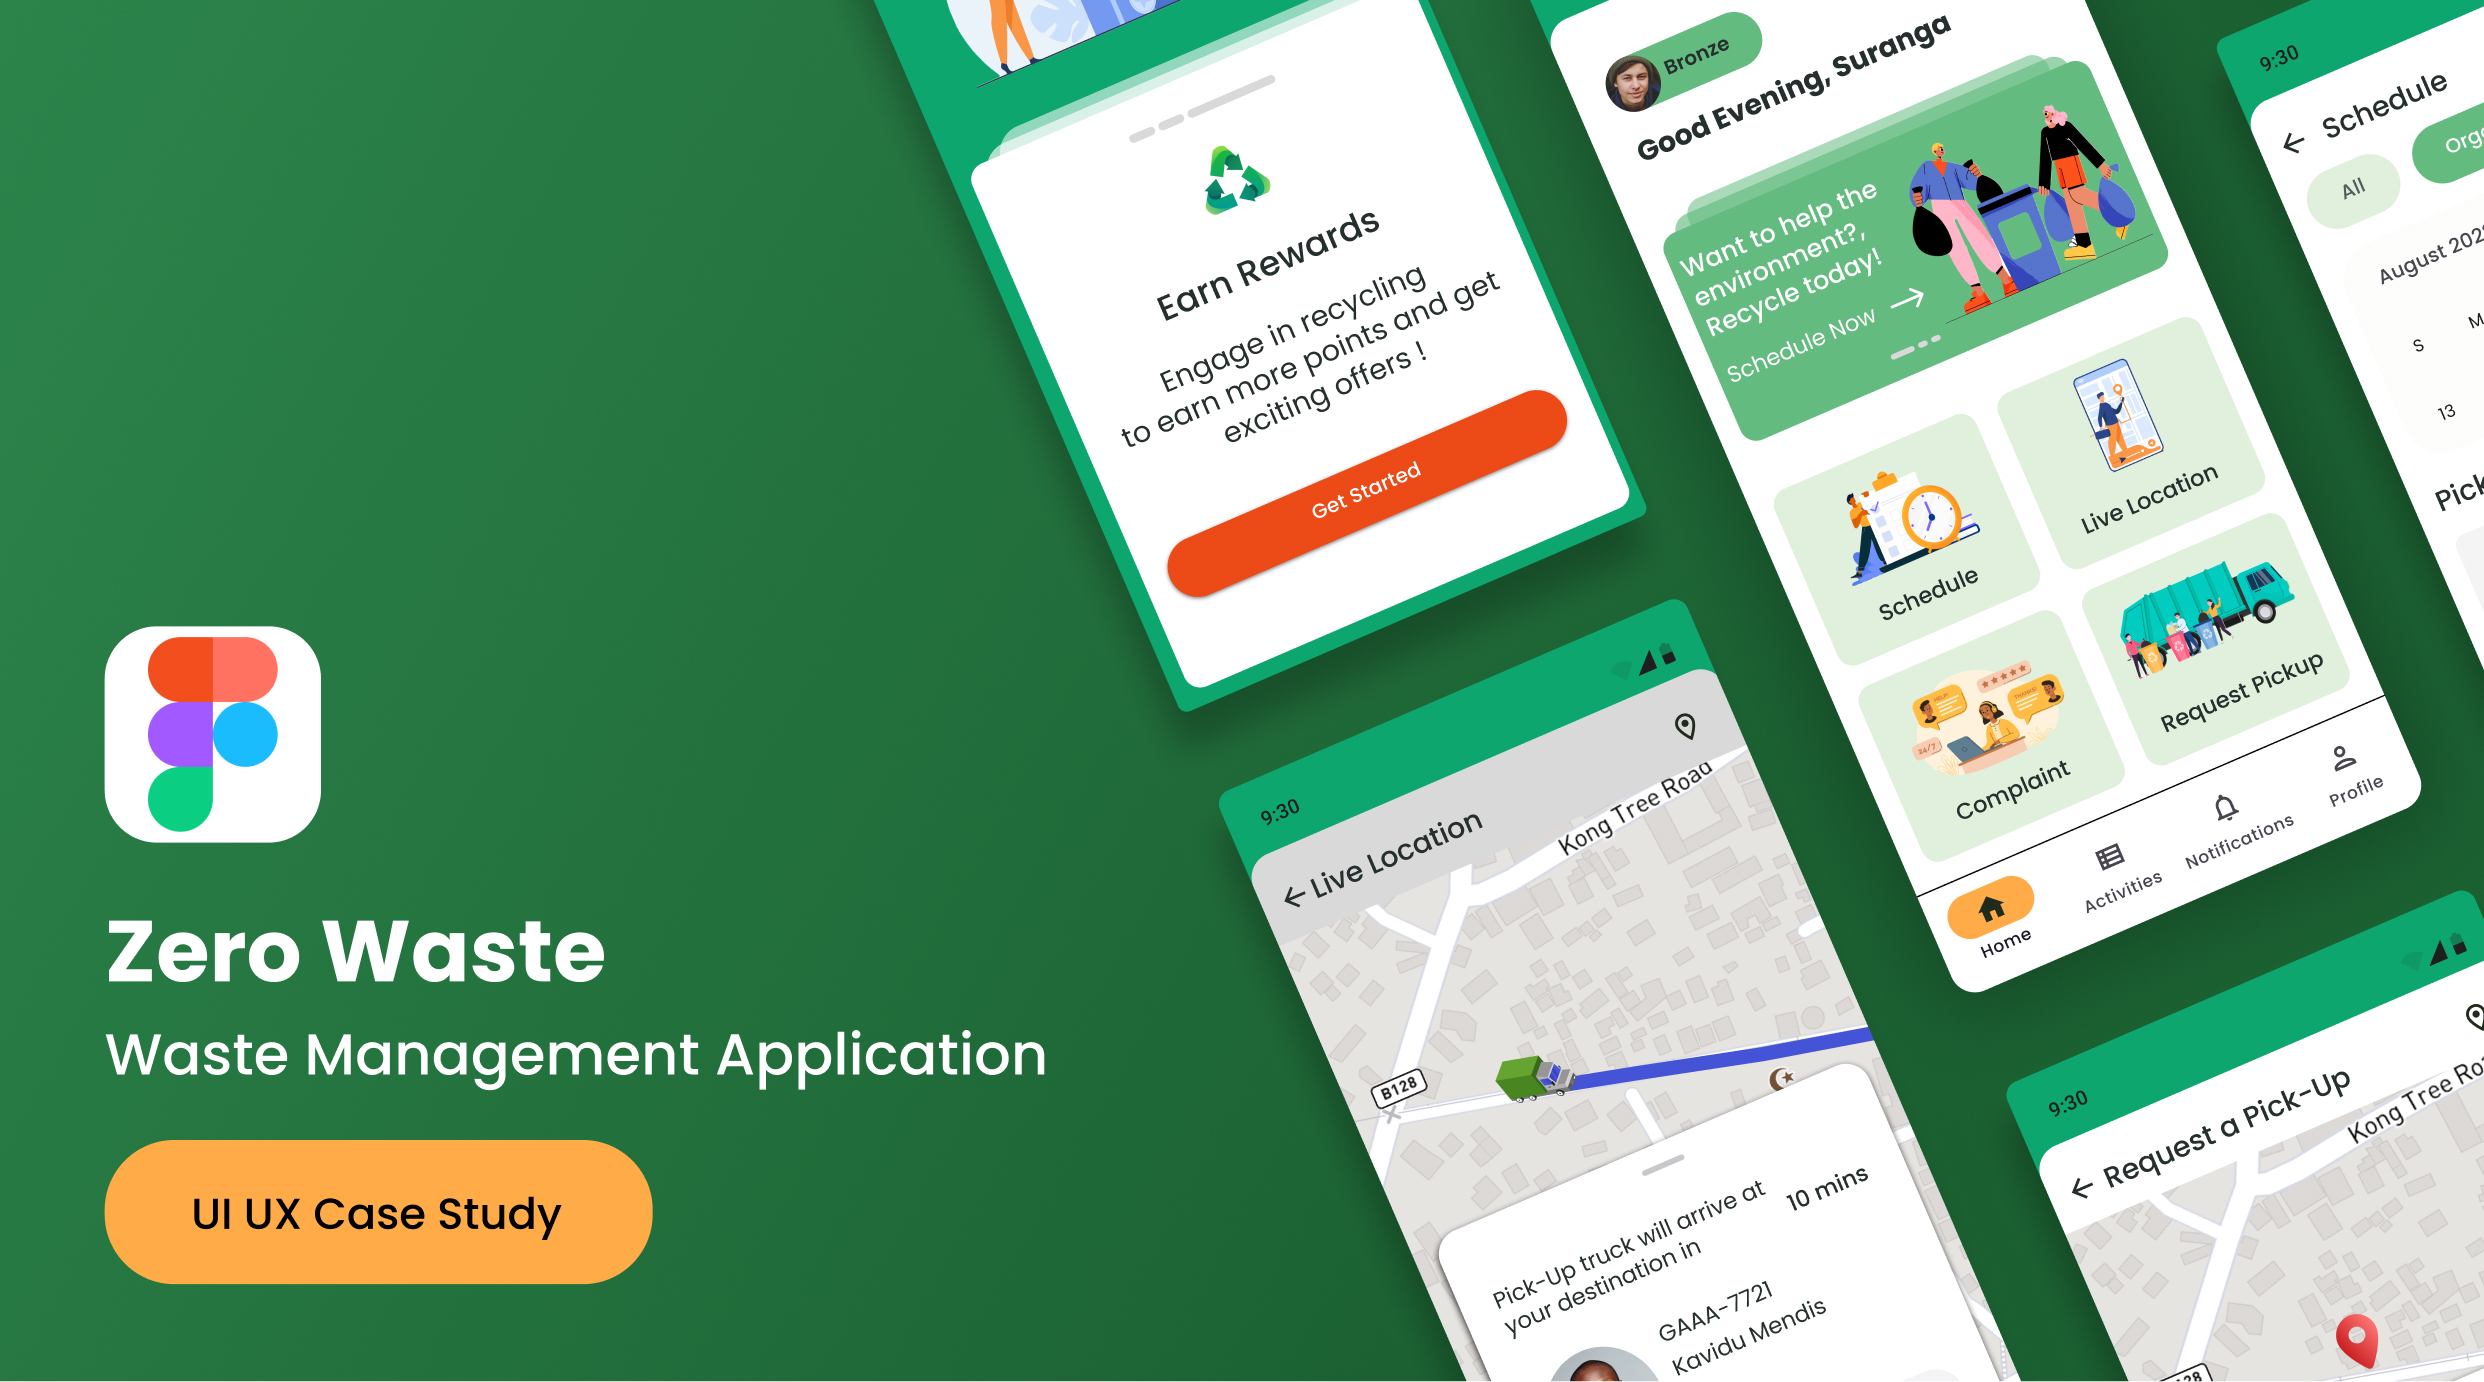 Zero Waste
Waste Management Application
UI UX Case Study
Earn Rewards
Engage in recycling
to earn more points and get
exciting offers !
Get Started
Bronze
Good Evening, Suranga
Want to help the
environment?,
Recycle today!
Schedule Now
Schedule
Live Location
Complaint
Request Pickup
Home
Activities
Notifications
Profile
9:30
Schedule
All
August
S
13
9:30
Live Location
Kong Tree Road
B128
Pick-Up truck will arrive at
your destination in
10 mins
GAAA-7721
Kavidu Mendis
9:30
Request a Pick-Up
Kong Tree